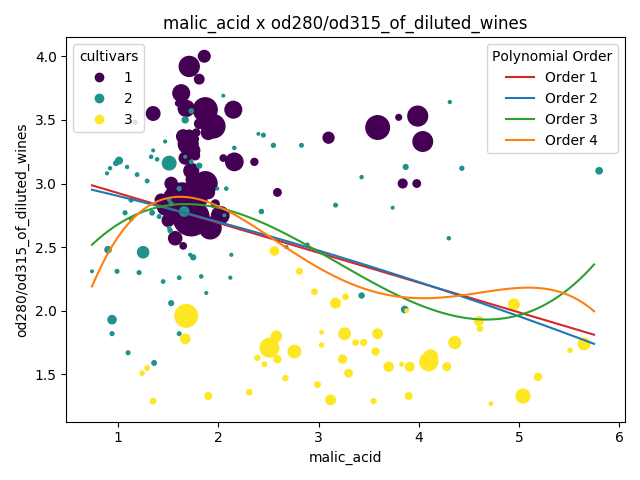 malic_acid x od280/od315_of_diluted_wines
cultivars
1
2
3
Polynomial Order
Order 1
Order 2
Order 3
Order 4
od280/od315_of_diluted_wines
4.0
3.5
3.0
2.5
2.0
1.5
1 2 3 4 5 6
malic_acid